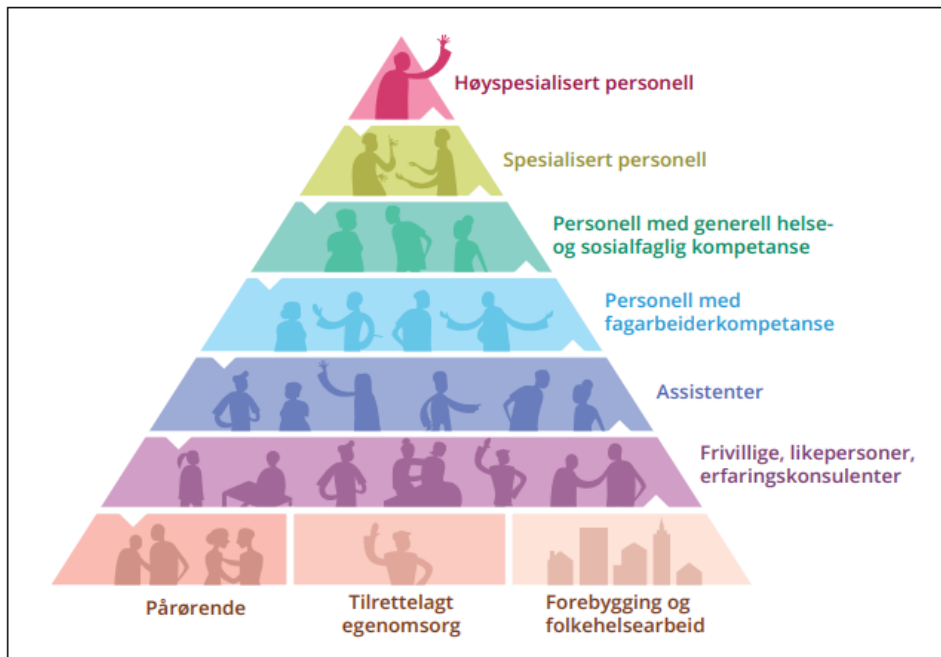 Høyspesialisert personell
Spesialisert personell
Personell med generell helse-
og sosialfaglig kompetanse
Personell med
fagarbeiderkompetanse
Assistenter
Frivillige, likepersoner,
erfaringskonsulenter
Pårørende
Tilrettelagt
egenomsorg
Forebygging og
folkehelsearbeid